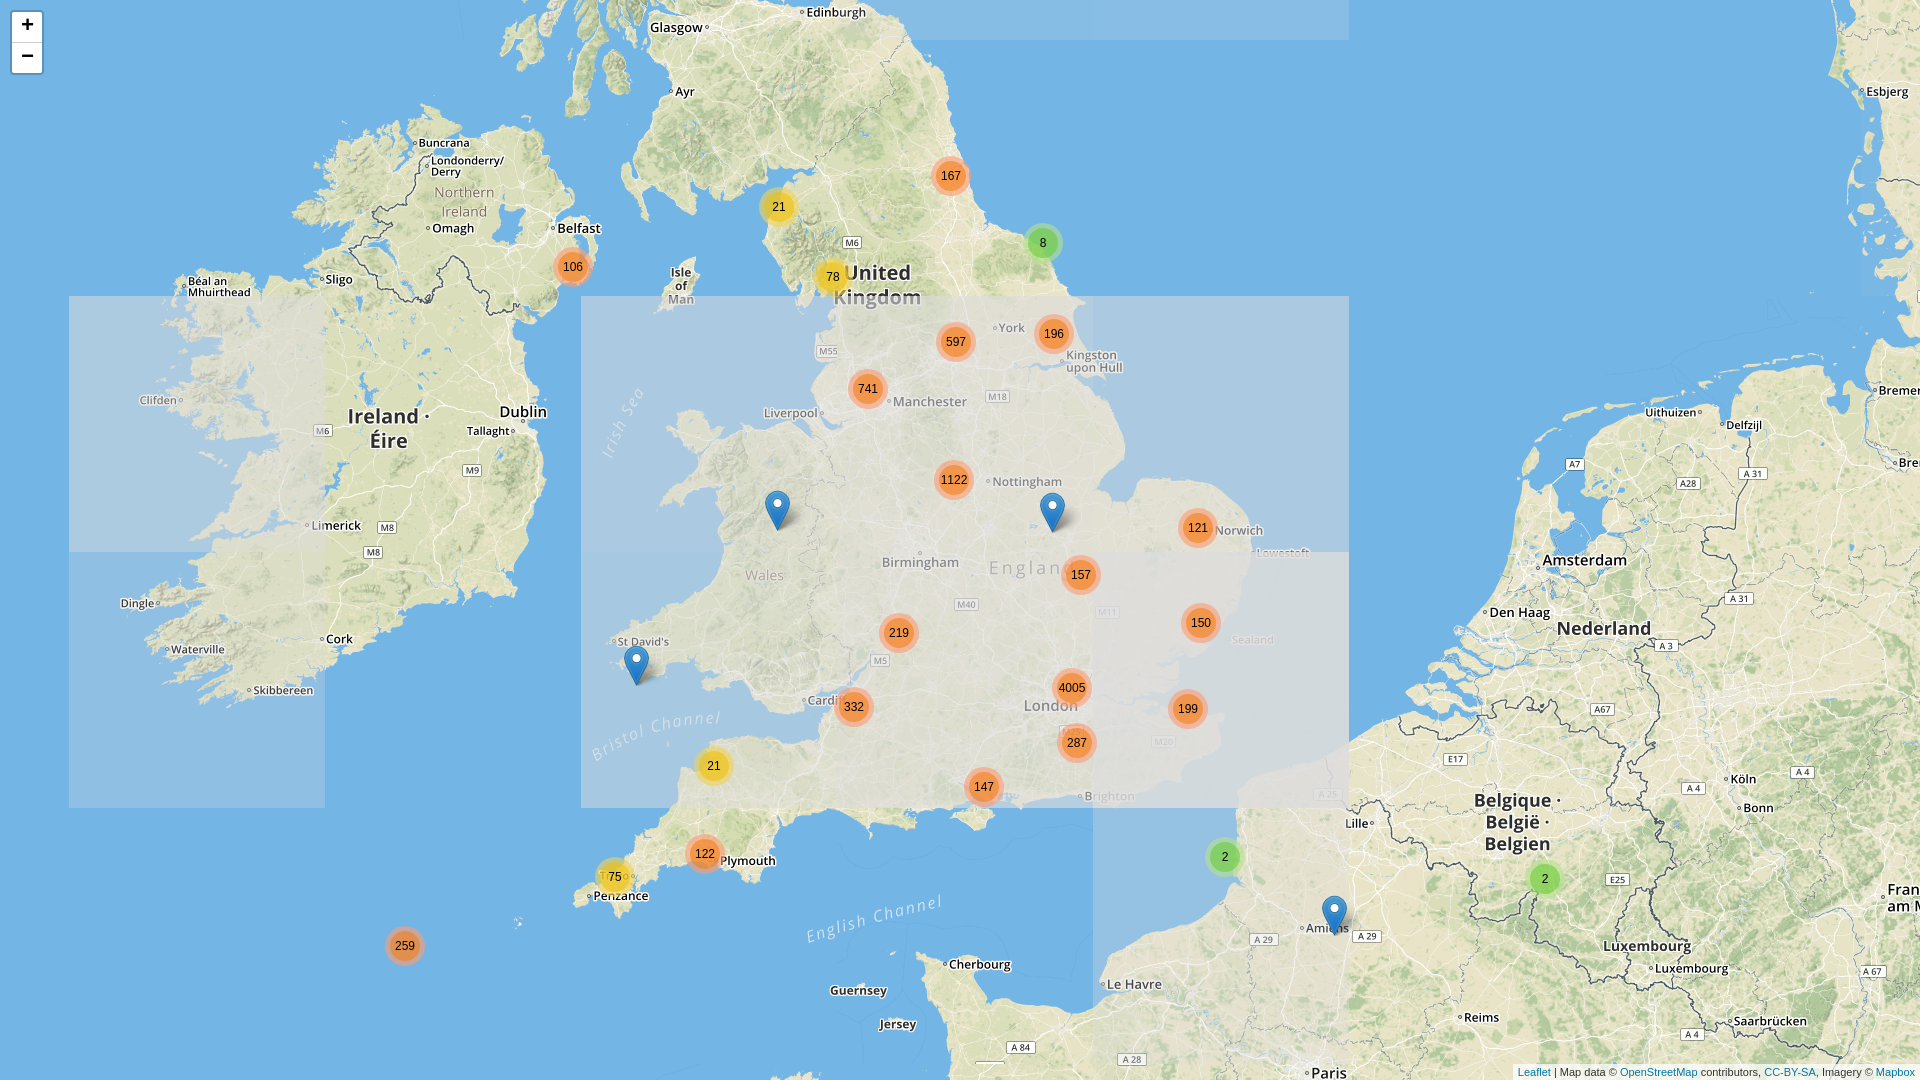 +
−
Edinburgh
Glasgow
Ayr
Esbjerg
Buncrana
Londonderry/
Derry
Northern
Ireland
Omagh
Belfast
167
21
M6
8
106
78
United
Kingdom
Isle
of
Man
Sligo
Béal an
Mhuirthead
York
597
196
M55
Kingston
upon Hull
741
Manchester
M18
Clifden
Liverpool
Irish Sea
Ireland ·
Éire
Dublin
Tallaght
M6
M9
Uithuizen
Delfzijl
A7
A 31
A28
1122
Nottingham
Limerick
M8
M8
121
Norwich
Lowestoft
Birmingham
Wales
157
Amsterdam
Dingle
M40
M11
Den Haag
A 31
Nederland
Cork
Waterville
St David's
219
150
Sealand
A 3
M5
Skibbereen
4005
332
London
199
A67
Bristol Channel
287
M20
E17
21
147
Brighton
A 25
Köln
A 4
A 4
Bonn
Belgique ·
België ·
Belgien
Lille
122
Plymouth
75
2
2
E25
Penzance
English Channel
Amiens
A 29
A 29
259
Luxembourg
Luxembourg
A 67
Cherbourg
Le Havre
Guernsey
Jersey
Reims
Saarbrücken
A 4
A 84
A 28
Paris
Leaflet | Map data © OpenStreetMap contributors, CC-BY-SA, Imagery © Mapbox